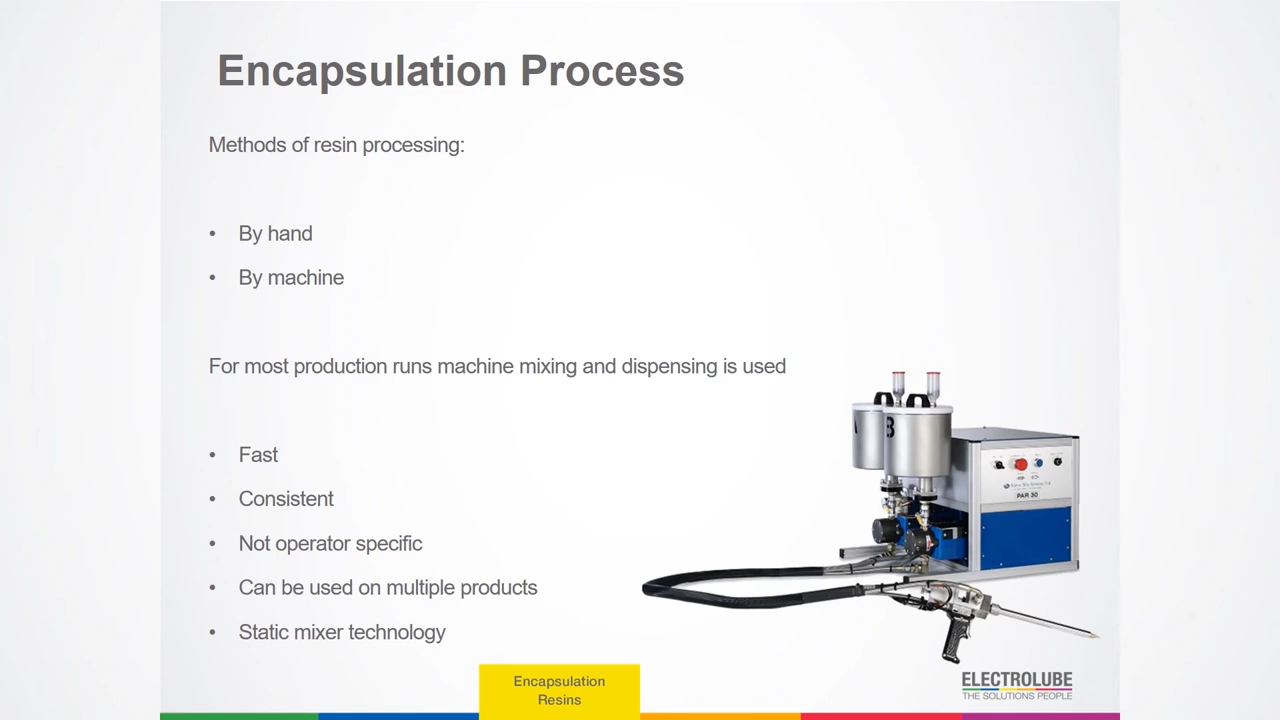 Encapsulation Process
Methods of resin processing:
• By hand
• By machine
For most production runs machine mixing and dispensing is used
• Fast
• Consistent
• Not operator specific
• Can be used on multiple products
• Static mixer technology
B
PAR 30
Encapsulation
Resins
ELECTROLUBE
THE SOLUTIONS PEOPLE